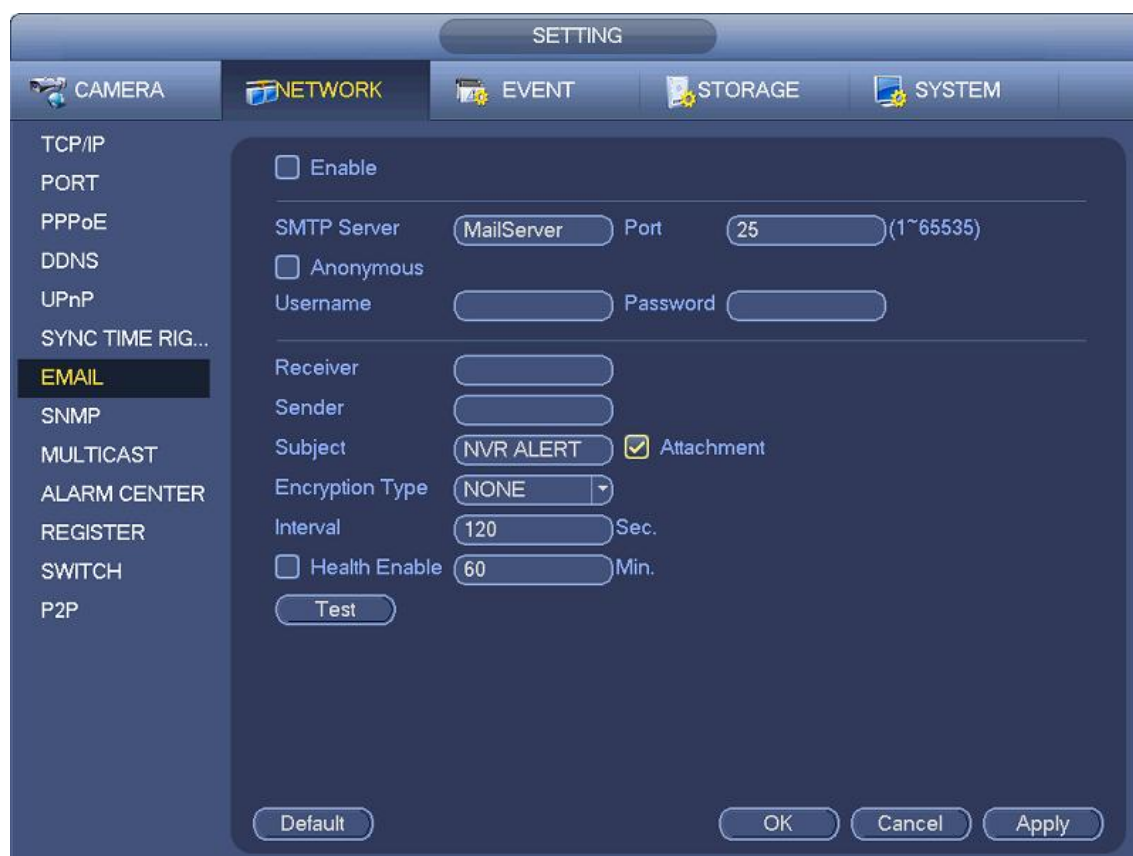 SETTING
CAMERA NETWORK EVENT STORAGE SYSTEM
TCP/IP
PORT
PPPoE
DDNS
UPnP
SYNC TIME RIG...
EMAIL
SNMP
MULTICAST
ALARM CENTER
REGISTER
SWITCH
P2P
Enable
SMTP Server MailServer Port 25 (1~65535)
Anonymous
Username Password
Receiver
Sender
Subject NVR ALERT Attachment
Encryption Type NONE
Interval 120 Sec.
Health Enable 60 Min.
Test
Default OK Cancel Apply